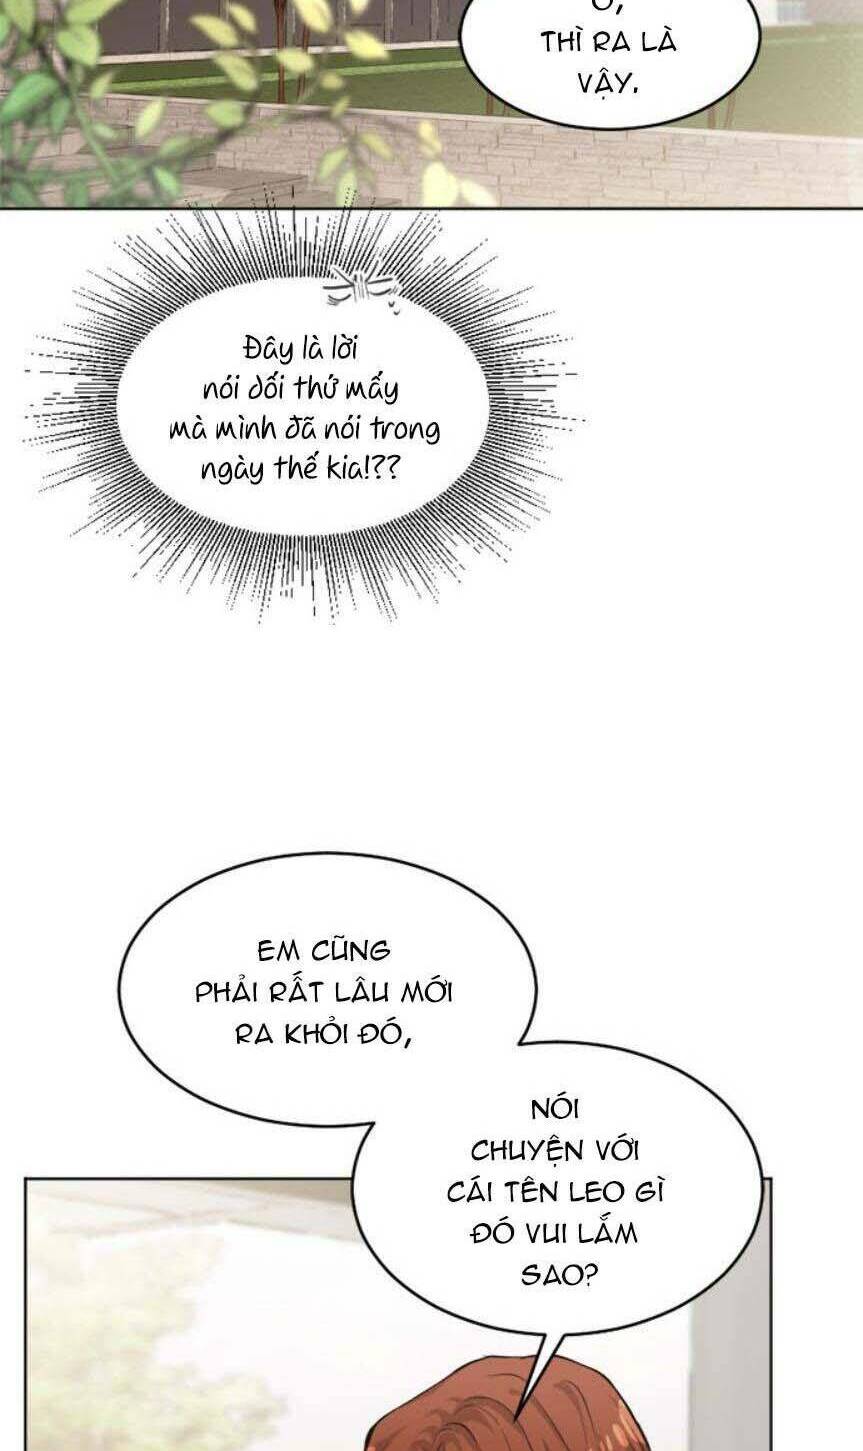 Ồ,
THÌ RA LÀ
VẬY.
Đây là lời
nói dối thứ mấy
mà mình đã nói trong
ngày thế kia!??
EM CŨNG
PHẢI RẤT LÂU MỚI
RA KHỎI ĐÓ,
NÓI
CHUYỆN VỚI
CÁI TÊN LEO GÌ
ĐÓ VUI LẮM
SAO?